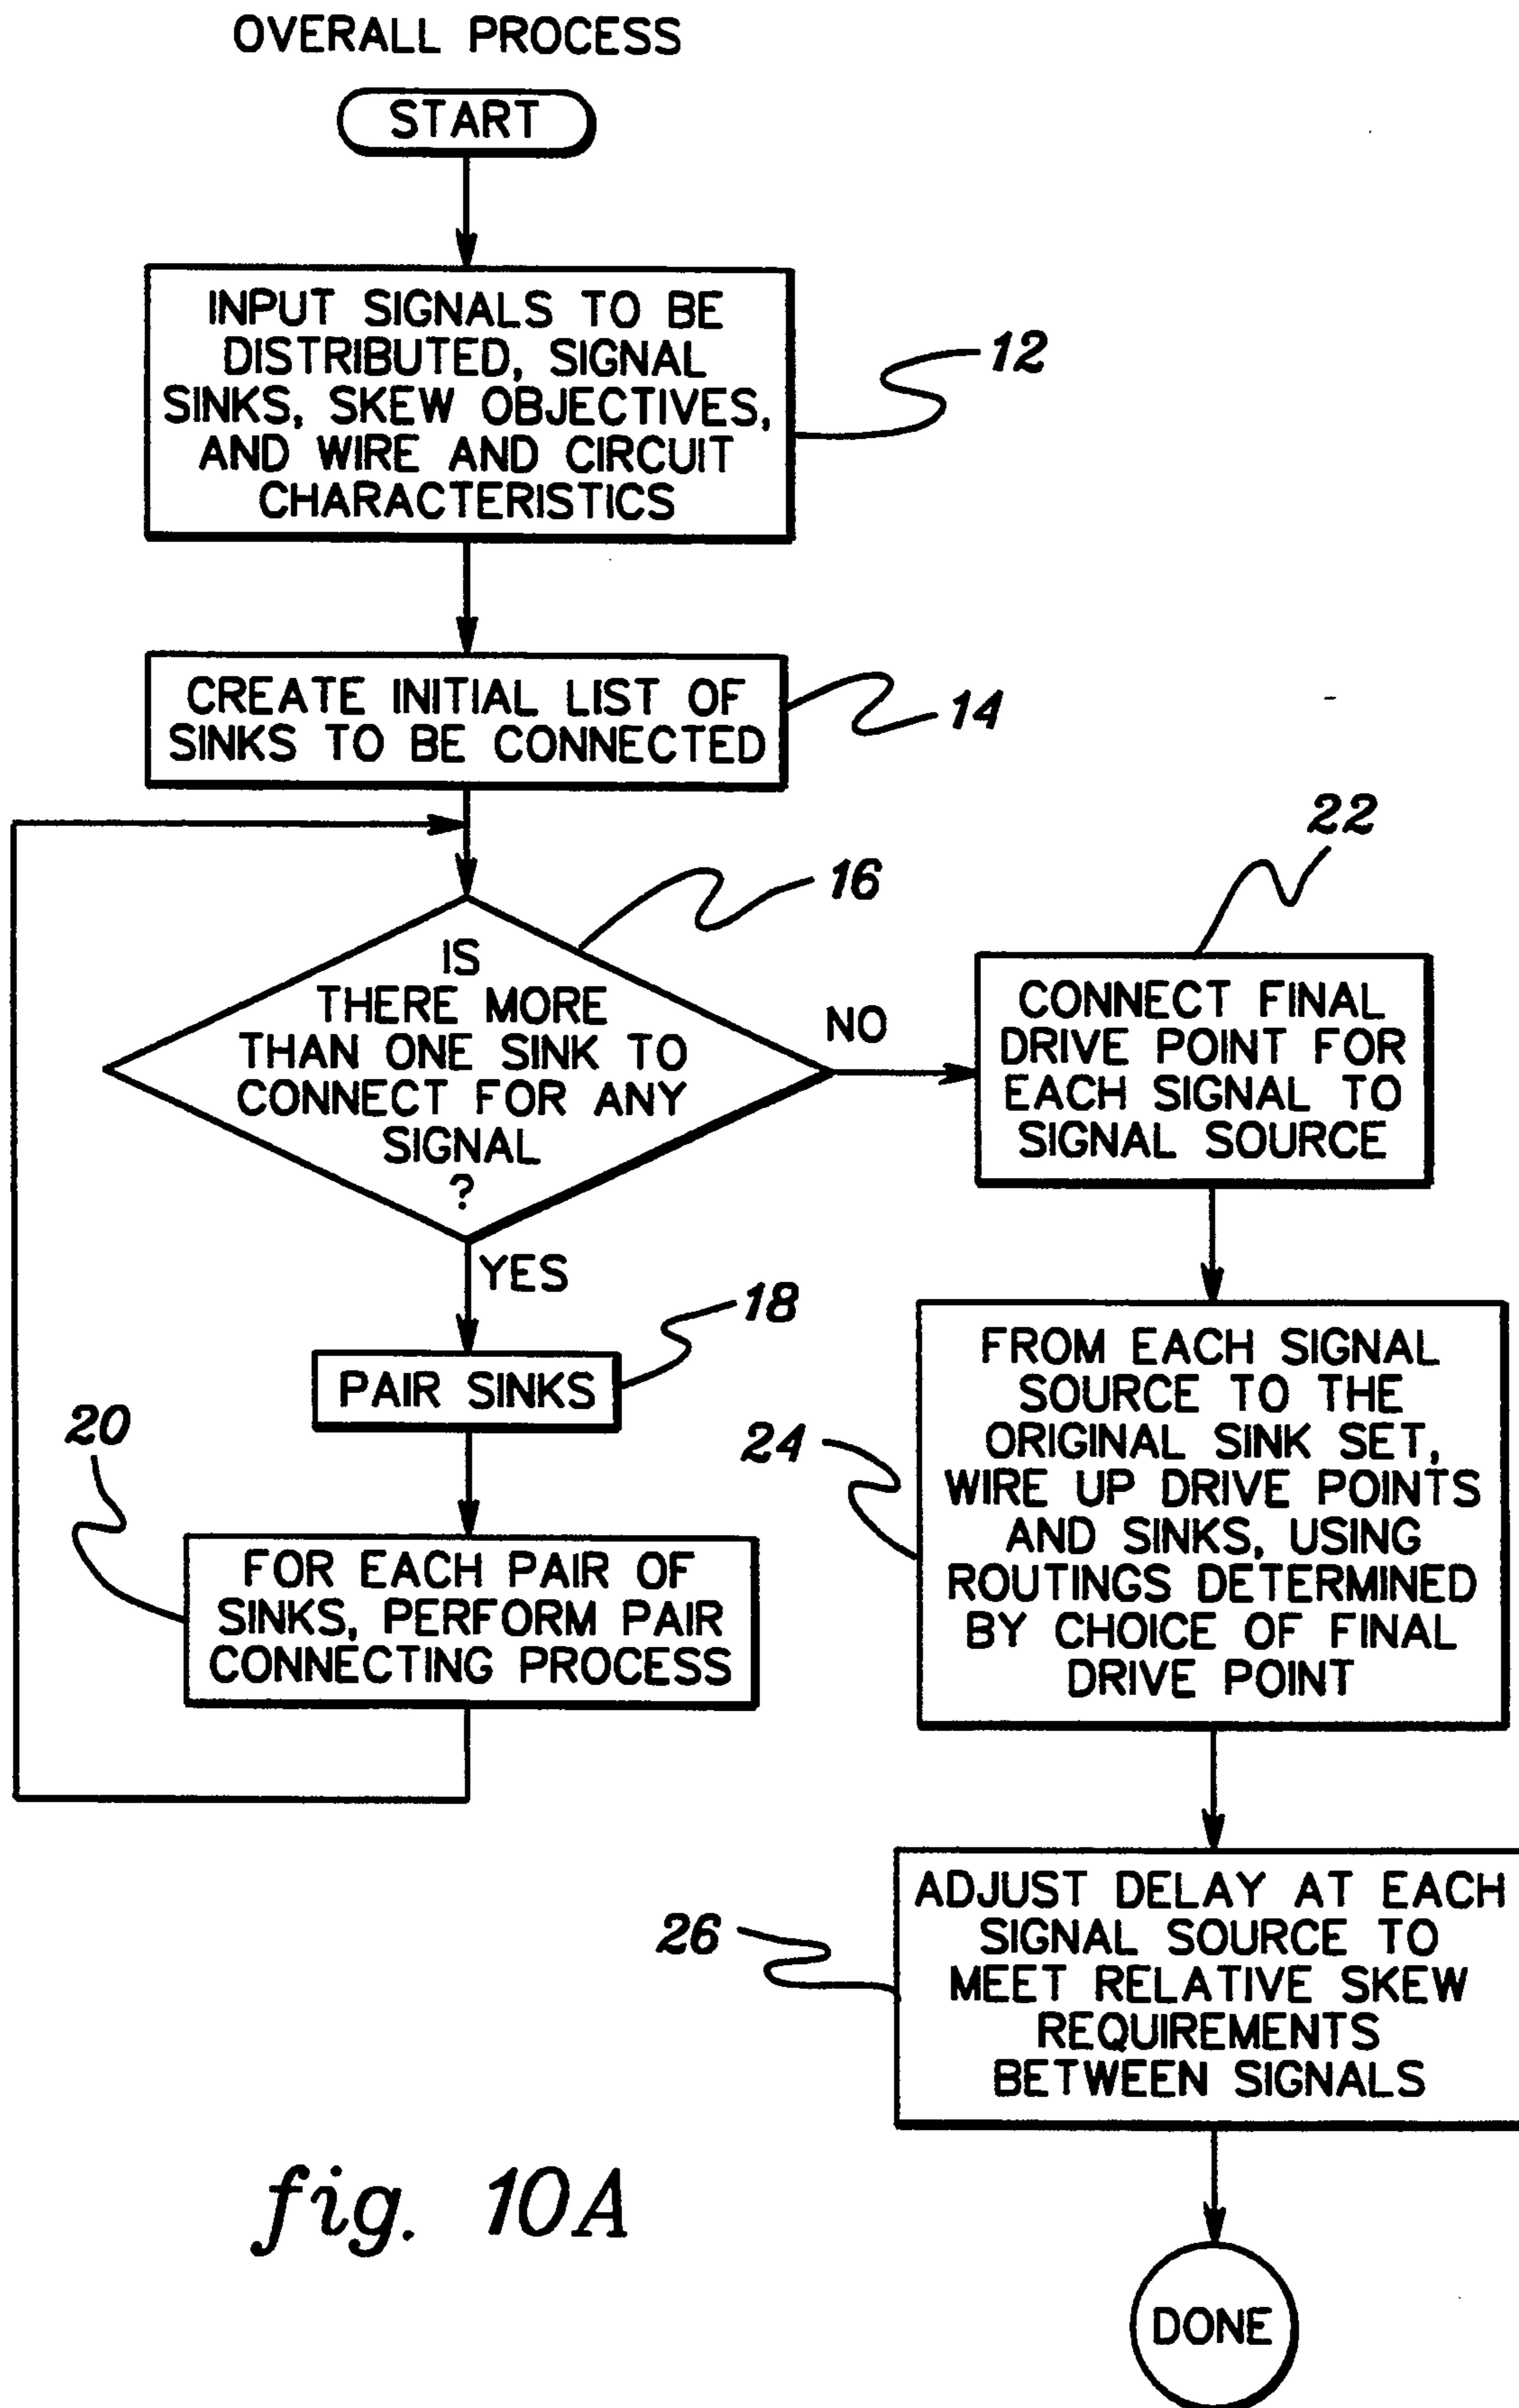 OVERALL PROCESS
START
INPUT SIGNALS TO BE
DISTRIBUTED, SIGNAL
SINKS, SKEW OBJECTIVES,
AND WIRE AND CIRCUIT
CHARACTERISTICS
12
CREATE INITIAL LIST OF
SINKS TO BE CONNECTED
14
IS
THERE MORE
THAN ONE SINK TO
CONNECT FOR ANY
SIGNAL
?
16
YES
PAIR SINKS
18
FOR EACH PAIR OF
SINKS, PERFORM PAIR
CONNECTING PROCESS
20
NO
22
CONNECT FINAL
DRIVE POINT FOR
EACH SIGNAL TO
SIGNAL SOURCE
FROM EACH SIGNAL
SOURCE TO THE
ORIGINAL SINK SET,
WIRE UP DRIVE POINTS
AND SINKS, USING
ROUTINGS DETERMINED
BY CHOICE OF FINAL
DRIVE POINT
24
ADJUST DELAY AT EACH
SIGNAL SOURCE TO
MEET RELATIVE SKEW
REQUIREMENTS
BETWEEN SIGNALS
26
DONE
fig. 10A